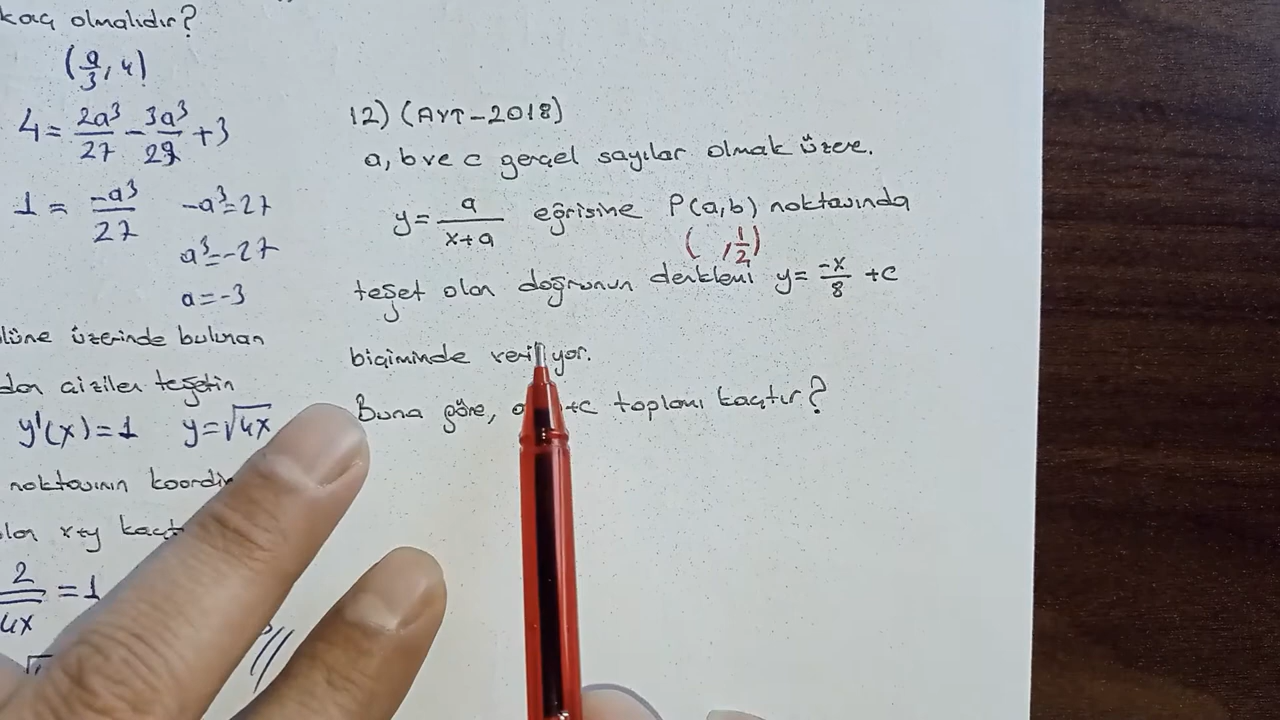 kaç olmalıdır?
(a/3, 4)
4 = 2a³/27 - 3a³/27 + 3
1 = -a³/27 -a³=27
a³=-27
a=-3
üzerinde bulunan
çizilen teğetin
y'(x) = 1 y=√4x
noktasının
x+y
2/4x = 1
12) (AYT-2018)
a, b ve c gerçel sayılar olmak üzere.
y = a/(x+a) eğrisine P(a,b) noktasında
( , 1/2)
teğet olan doğrunun denklemi y = -x/8 + c
biçiminde veriliyor.
Buna göre, +c toplamı kaçtır?